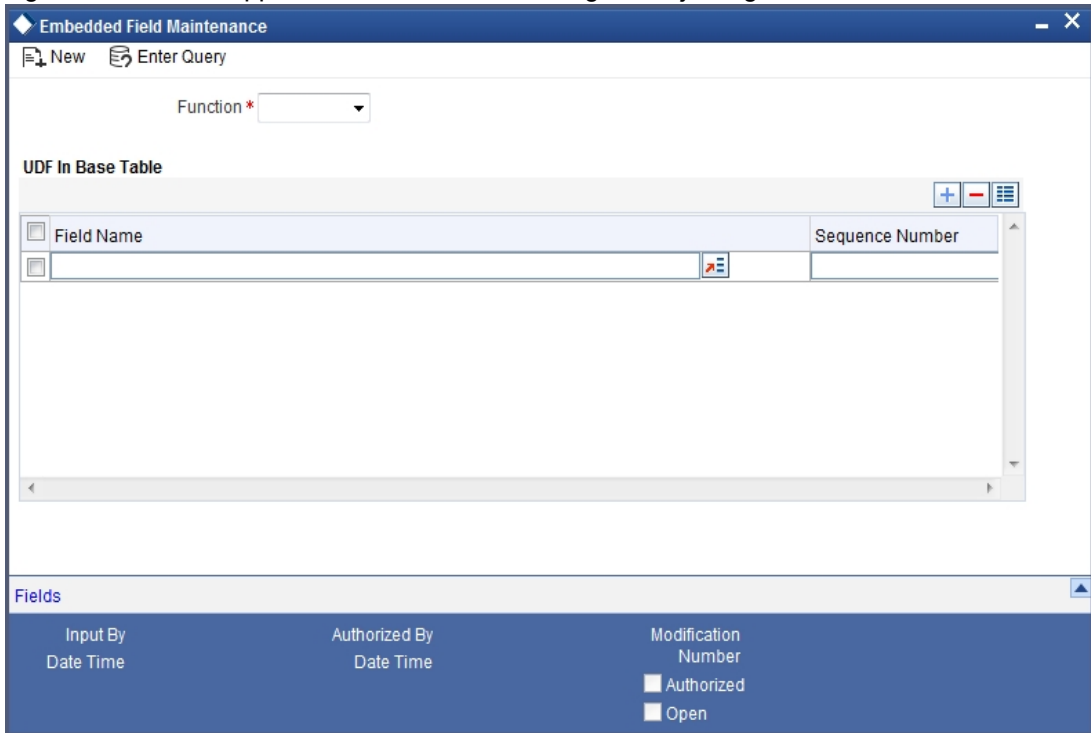 Embedded Field Maintenance
New Enter Query
Function *
UDF In Base Table
Field Name Sequence Number
Fields
Input By Authorized By Modification
Date Time Date Time Number
Authorized
Open